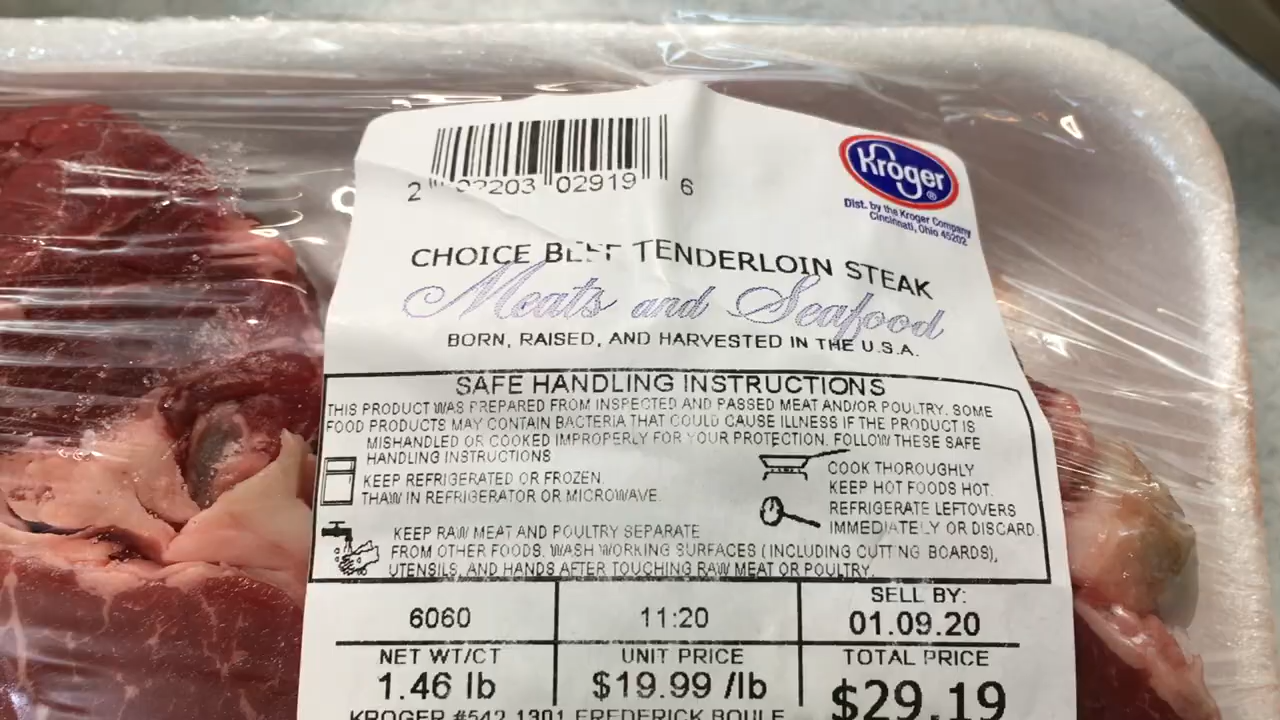 2 02203 02919 6
Kroger®
Dist. by the Kroger Company
Cincinnati, Ohio 45202
CHOICE BEEF TENDERLOIN STEAK
Meats and Seafood
BORN, RAISED, AND HARVESTED IN THE U.S.A.
SAFE HANDLING INSTRUCTIONS
THIS PRODUCT WAS PREPARED FROM INSPECTED AND PASSED MEAT AND/OR POULTRY. SOME
FOOD PRODUCTS MAY CONTAIN BACTERIA THAT COULD CAUSE ILLNESS IF THE PRODUCT IS
MISHANDLED OR COOKED IMPROPERLY FOR YOUR PROTECTION. FOLLOW THESE SAFE
HANDLING INSTRUCTIONS
KEEP REFRIGERATED OR FROZEN.
THAW IN REFRIGERATOR OR MICROWAVE.
COOK THOROUGHLY
KEEP HOT FOODS HOT.
REFRIGERATE LEFTOVERS
IMMEDIATELY OR DISCARD.
KEEP RAW MEAT AND POULTRY SEPARATE
FROM OTHER FOODS. WASH WORKING SURFACES (INCLUDING CUTTING BOARDS),
UTENSILS, AND HANDS AFTER TOUCHING RAW MEAT OR POULTRY.
6060
11:20
SELL BY:
01.09.20
NET WT/CT
1.46 lb
UNIT PRICE
$19.99 /lb
TOTAL PRICE
$29.19
KROGER #542 1301 FREDERICK BOULE